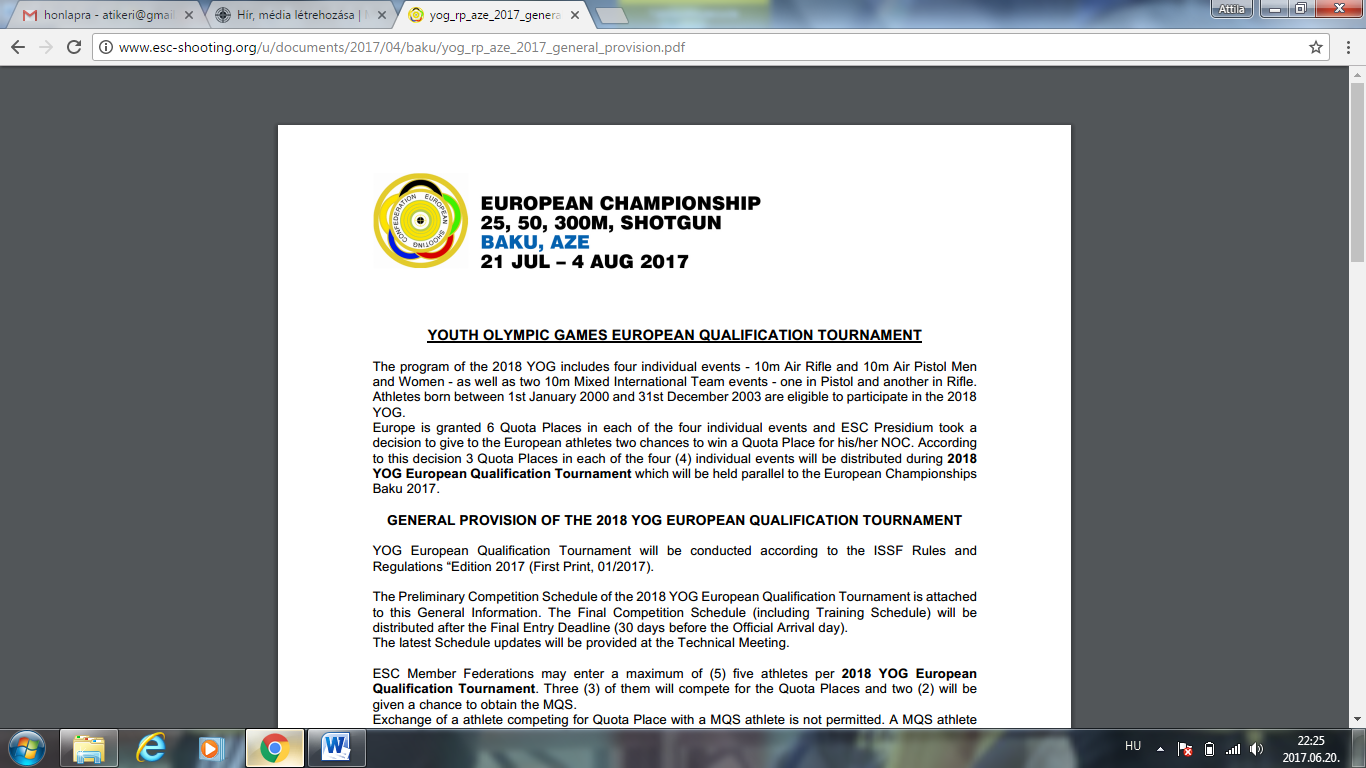 honlapra - atikeri@gmai
Hír, média létrehozása |
yog_rp_aze_2017_genera
Attila
www.esc-shooting.org/u/documents/2017/04/baku/yog_rp_aze_2017_general_provision.pdf
CONFEDERATION EUROPEAN SHOOTING
EUROPEAN CHAMPIONSHIP
25, 50, 300M, SHOTGUN
BAKU, AZE
21 JUL – 4 AUG 2017
YOUTH OLYMPIC GAMES EUROPEAN QUALIFICATION TOURNAMENT
The program of the 2018 YOG includes four individual events - 10m Air Rifle and 10m Air Pistol Men
and Women - as well as two 10m Mixed International Team events - one in Pistol and another in Rifle.
Athletes born between 1st January 2000 and 31st December 2003 are eligible to participate in the 2018
YOG.
Europe is granted 6 Quota Places in each of the four individual events and ESC Presidium took a
decision to give to the European athletes two chances to win a Quota Place for his/her NOC. According
to this decision 3 Quota Places in each of the four (4) individual events will be distributed during 2018
YOG European Qualification Tournament which will be held parallel to the European Championships
Baku 2017.
GENERAL PROVISION OF THE 2018 YOG EUROPEAN QUALIFICATION TOURNAMENT
YOG European Qualification Tournament will be conducted according to the ISSF Rules and
Regulations “Edition 2017 (First Print, 01/2017).
The Preliminary Competition Schedule of the 2018 YOG European Qualification Tournament is attached
to this General Information. The Final Competition Schedule (including Training Schedule) will be
distributed after the Final Entry Deadline (30 days before the Official Arrival day).
The latest Schedule updates will be provided at the Technical Meeting.
ESC Member Federations may enter a maximum of (5) five athletes per 2018 YOG European
Qualification Tournament. Three (3) of them will compete for the Quota Places and two (2) will be
given a chance to obtain the MQS.
Exchange of a athlete competing for Quota Place with a MQS athlete is not permitted. A MQS athlete
HU
22:25
2017.06.20.